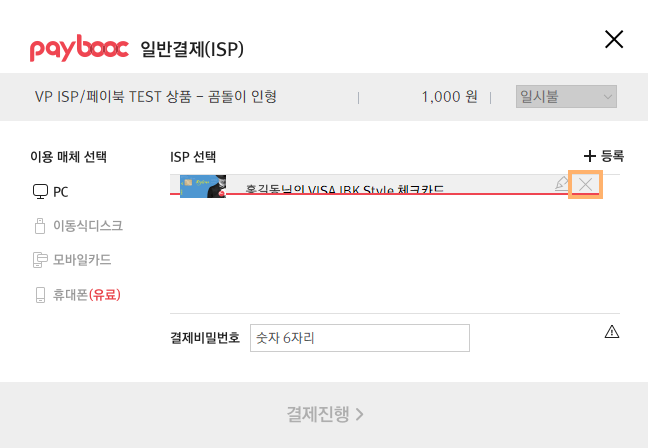 paybooc 일반결제(ISP)
VP ISP/페이북 TEST 상품 - 곰돌이 인형 | 1,000 원 | 일시불
이용 매체 선택
PC
이동식디스크
모바일카드
휴대폰(유료)
ISP 선택
등록
홍길동님의 VISA IBK Style 체크카드
결제비밀번호 숫자 6자리
결제진행